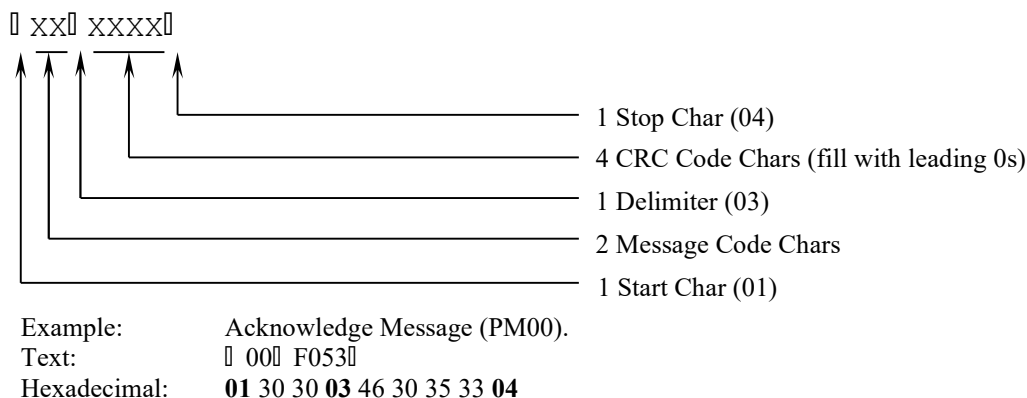 ▯ XX▯ XXXX▯
1 Stop Char (04)
4 CRC Code Chars (fill with leading 0s)
1 Delimiter (03)
2 Message Code Chars
1 Start Char (01)
Example: Acknowledge Message (PM00).
Text: ▯ 00▯ F053▯
Hexadecimal: 01 30 30 03 46 30 35 33 04